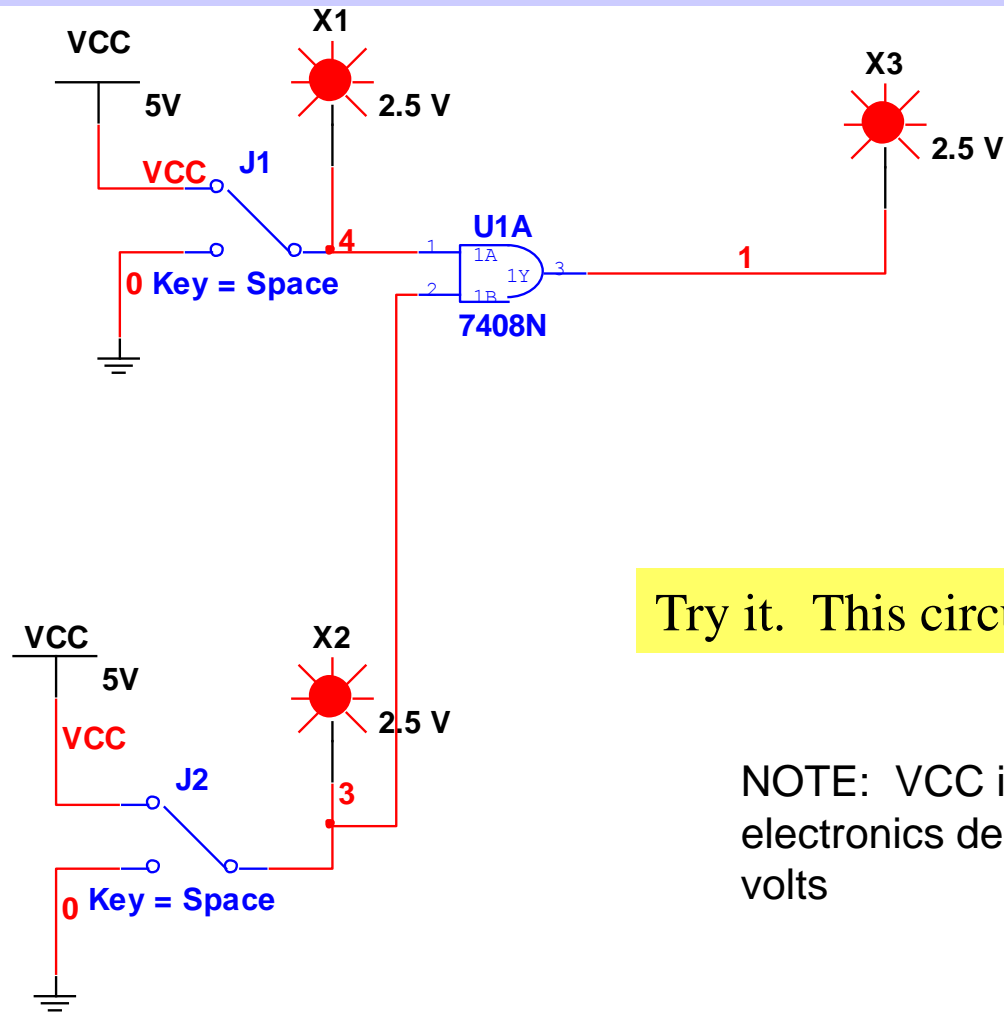 X1
VCC
X3
5V
2.5 V
2.5 V
VCC
J1
U1A
4
1
1A
1
1Y
3
0 Key = Space
2
1B
7408N
Try it. This
VCC
X2
5V
2.5 V
VCC
J2
3
NOTE: VCC
electronics
volts
0 Key = Space